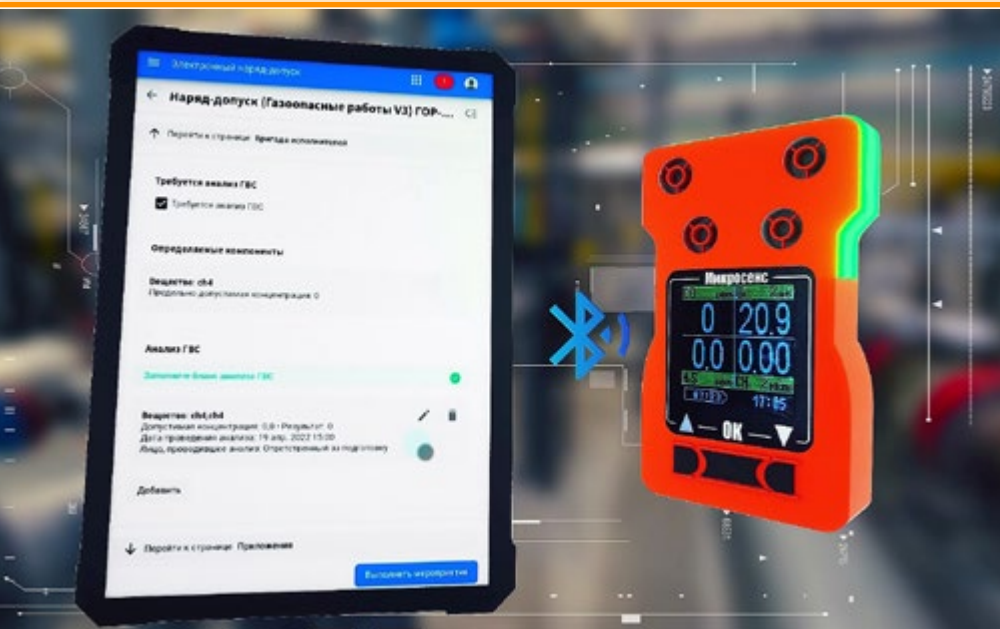 Электронный наряд-допуск
Наряд-допуск (Газоопасные работы V3) ГОР-...
Перейти к странице Бригада исполнителей
Требуется анализ ГВС
Требуется анализ ГВС
Определяемые компоненты
Вещество: ch4
Предельно допустимая концентрация: 0
Анализ ГВС
Заполните бланк анализа ГВС
Вещество: ch4;ch4
Допустимая концентрация: 0,0 · Результат: 0
Дата проведения анализа: 19 апр. 2022 15:00
Лицо, проводившее анализ: Ответственный за подготовку
Добавить
Перейти к странице Приложения
Выполнить мероприятие
Микросенс
0 20.9
0.0 0.00
17:05
OK